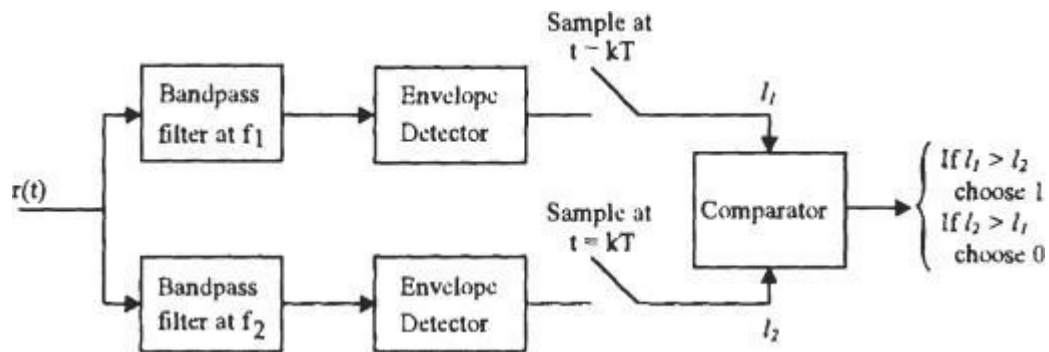 Sample at
t = kT
Bandpass
filter at f1
Envelope
Detector
l1
r(t)
Comparator
If l1 > l2
choose 1
If l2 > l1
choose 0
Sample at
t = kT
Bandpass
filter at f2
Envelope
Detector
l2